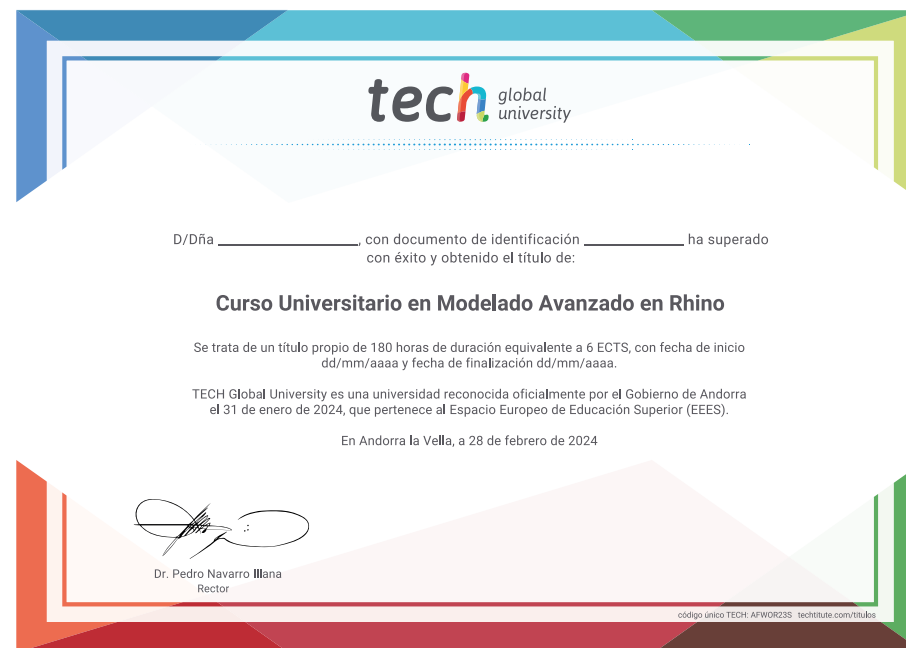 tech global
university
D/Dña ____________________, con documento de identificación ______________ ha superado
con éxito y obtenido el título de:
Curso Universitario en Modelado Avanzado en Rhino
Se trata de un título propio de 180 horas de duración equivalente a 6 ECTS, con fecha de inicio
dd/mm/aaaa y fecha de finalización dd/mm/aaaa.
TECH Global University es una universidad reconocida oficialmente por el Gobierno de Andorra
el 31 de enero de 2024, que pertenece al Espacio Europeo de Educación Superior (EEES).
En Andorra la Vella, a 28 de febrero de 2024
Dr. Pedro Navarro Illana
Rector
código único TECH: AFWOR23S techtitute.com/titulos